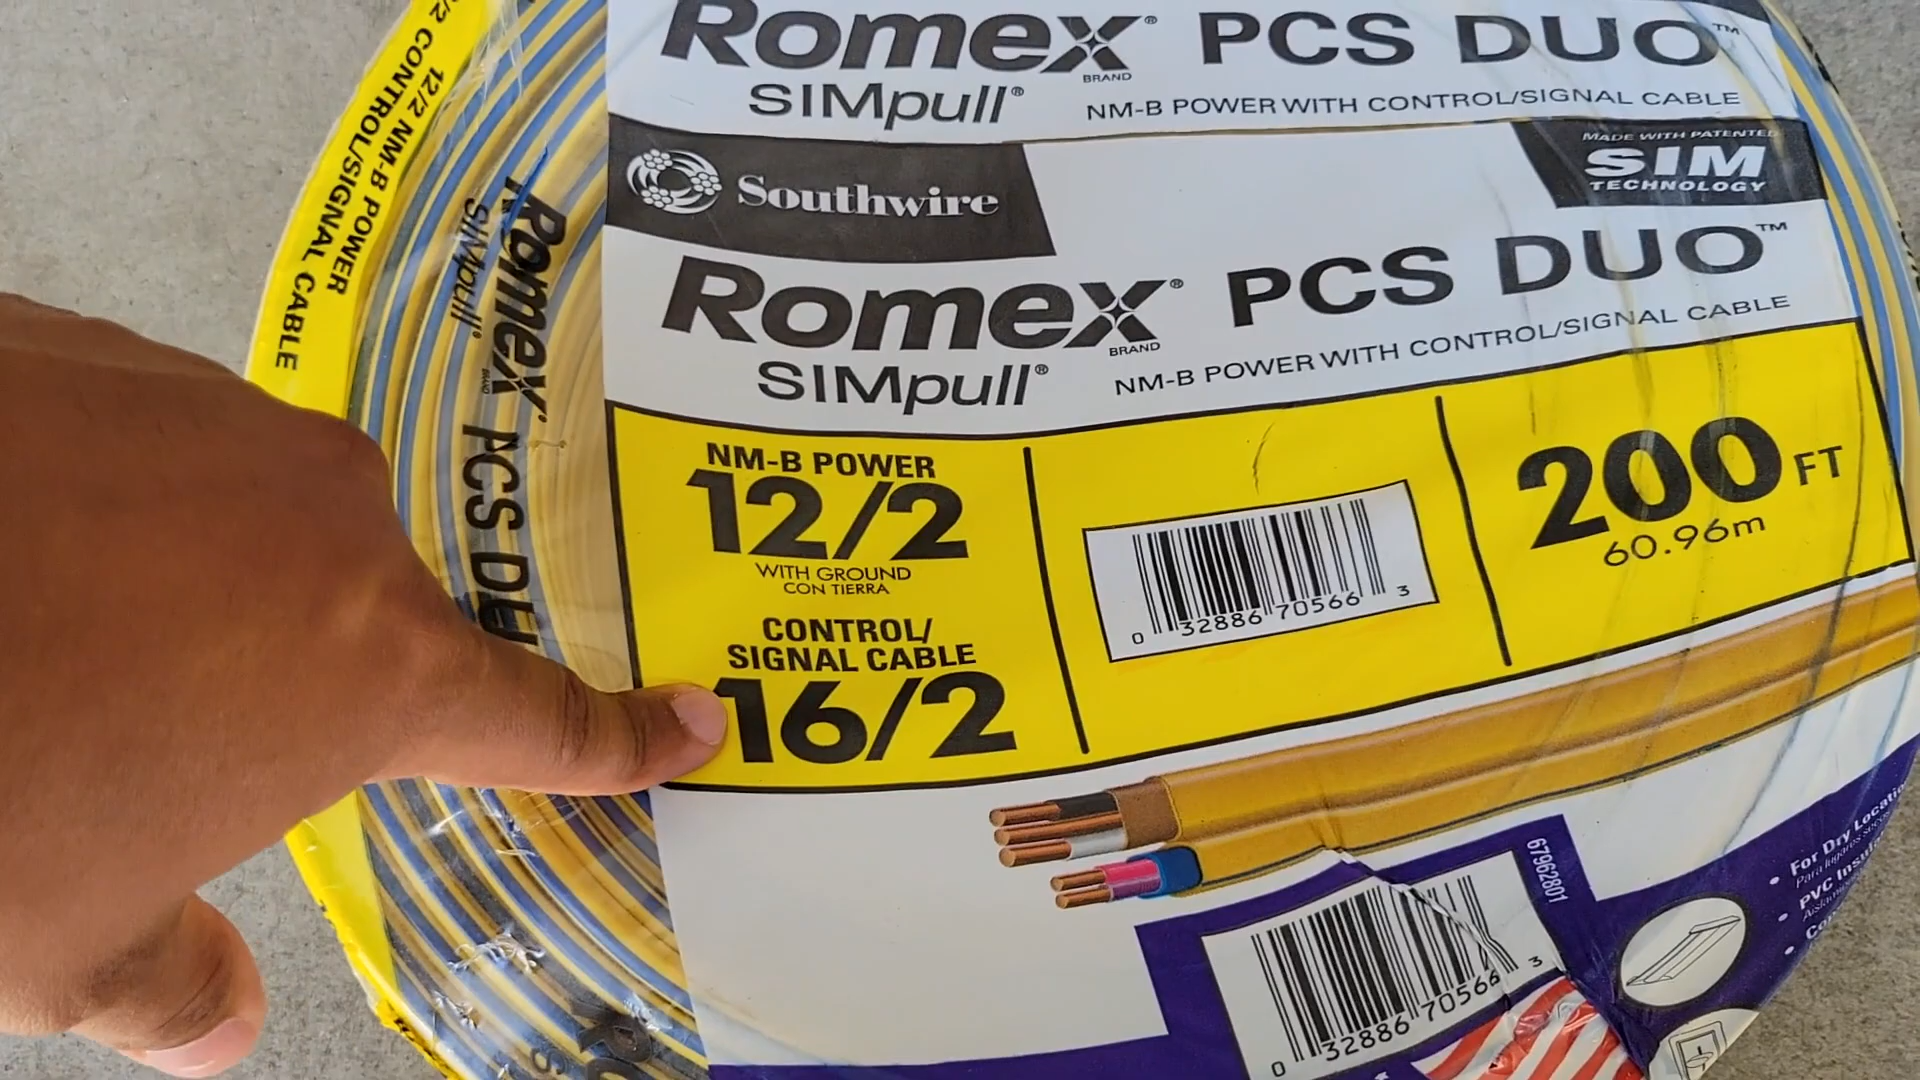 Romex® PCS DUO™
BRAND
SIMpull® NM-B POWER WITH CONTROL/SIGNAL CABLE
Southwire
MADE WITH PATENTED
SIM
TECHNOLOGY
Romex® PCS DUO™
BRAND
SIMpull® NM-B POWER WITH CONTROL/SIGNAL CABLE
NM-B POWER
12/2
WITH GROUND
CON TIERRA
CONTROL/
SIGNAL CABLE
16/2
0 32886 70566 3
200 FT
60.96m
67962801
0 32886 70566 3
• For Dry
• PVC
12/2 NM-B POWER
CONTROL/SIGNAL CABLE
Romex
BRAND
SIMpull®
PCS